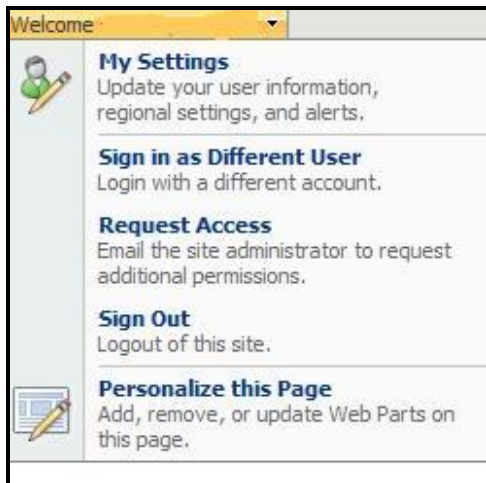 Welcome
My Settings
Update your user information,
regional settings, and alerts.
Sign in as Different User
Login with a different account.
Request Access
Email the site administrator to request
additional permissions.
Sign Out
Logout of this site.
Personalize this Page
Add, remove, or update Web Parts on
this page.